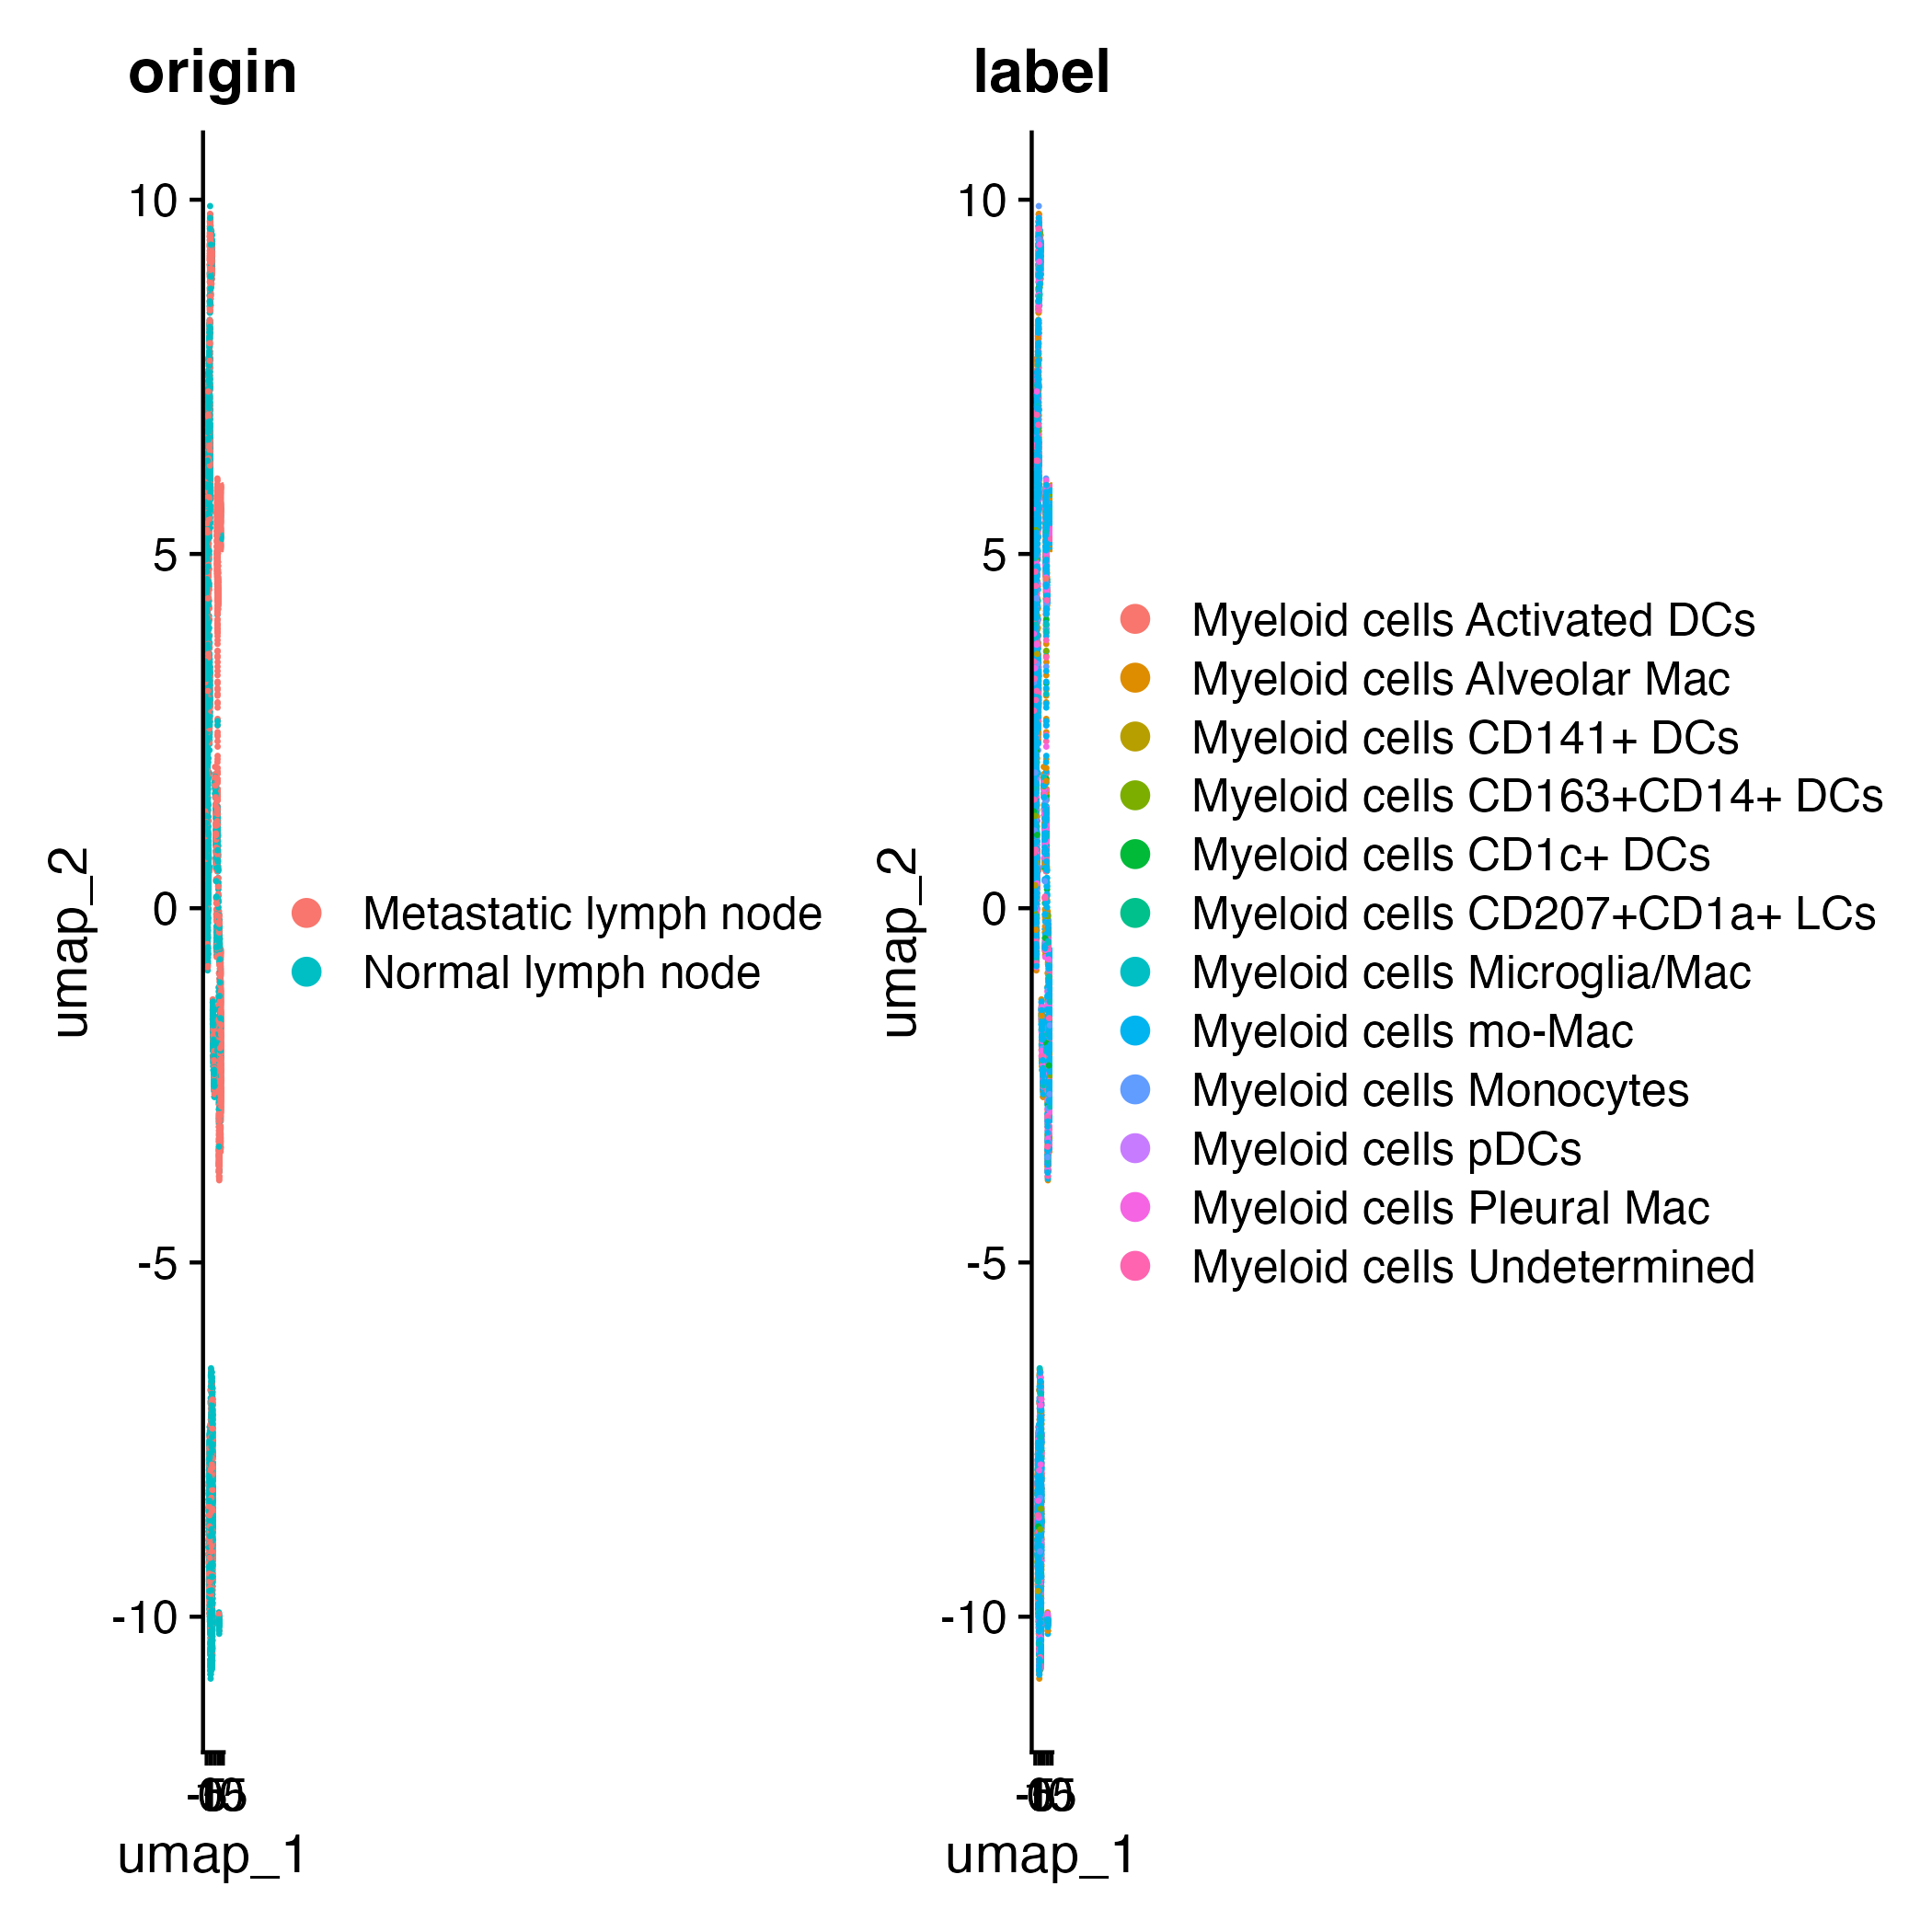 origin
label
10
5
0
-5
-10
umap_2
Metastatic lymph node
Normal lymph node
umap_1
10
5
0
-5
-10
umap_2
Myeloid cells Activated DCs
Myeloid cells Alveolar Mac
Myeloid cells CD141+ DCs
Myeloid cells CD163+CD14+ DCs
Myeloid cells CD1c+ DCs
Myeloid cells CD207+CD1a+ LCs
Myeloid cells Microglia/Mac
Myeloid cells mo-Mac
Myeloid cells Monocytes
Myeloid cells pDCs
Myeloid cells Pleural Mac
Myeloid cells Undetermined
umap_1